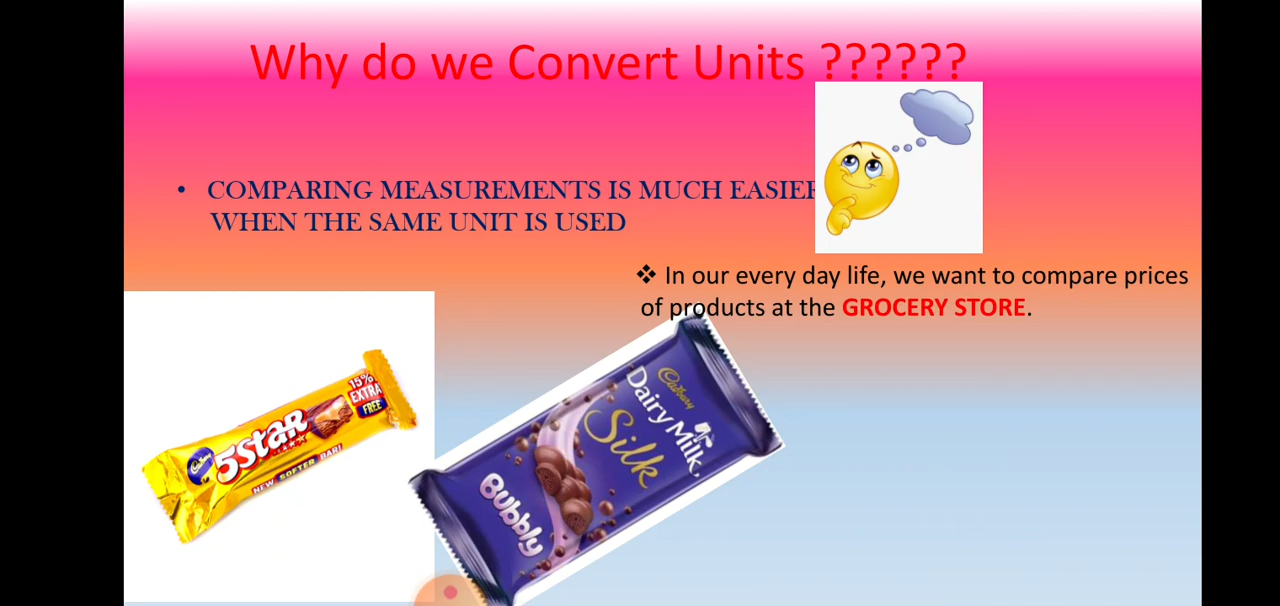 Why do we Convert Units ??????
• COMPARING MEASUREMENTS IS MUCH EASIER
WHEN THE SAME UNIT IS USED
❖ In our every day life, we want to compare prices
of products at the GROCERY STORE.
15%
EXTRA
FREE
Cadbury
5STAR
NEW SOFTER BAR!
Cadbury
Dairy Milk
Silk
Bubbly